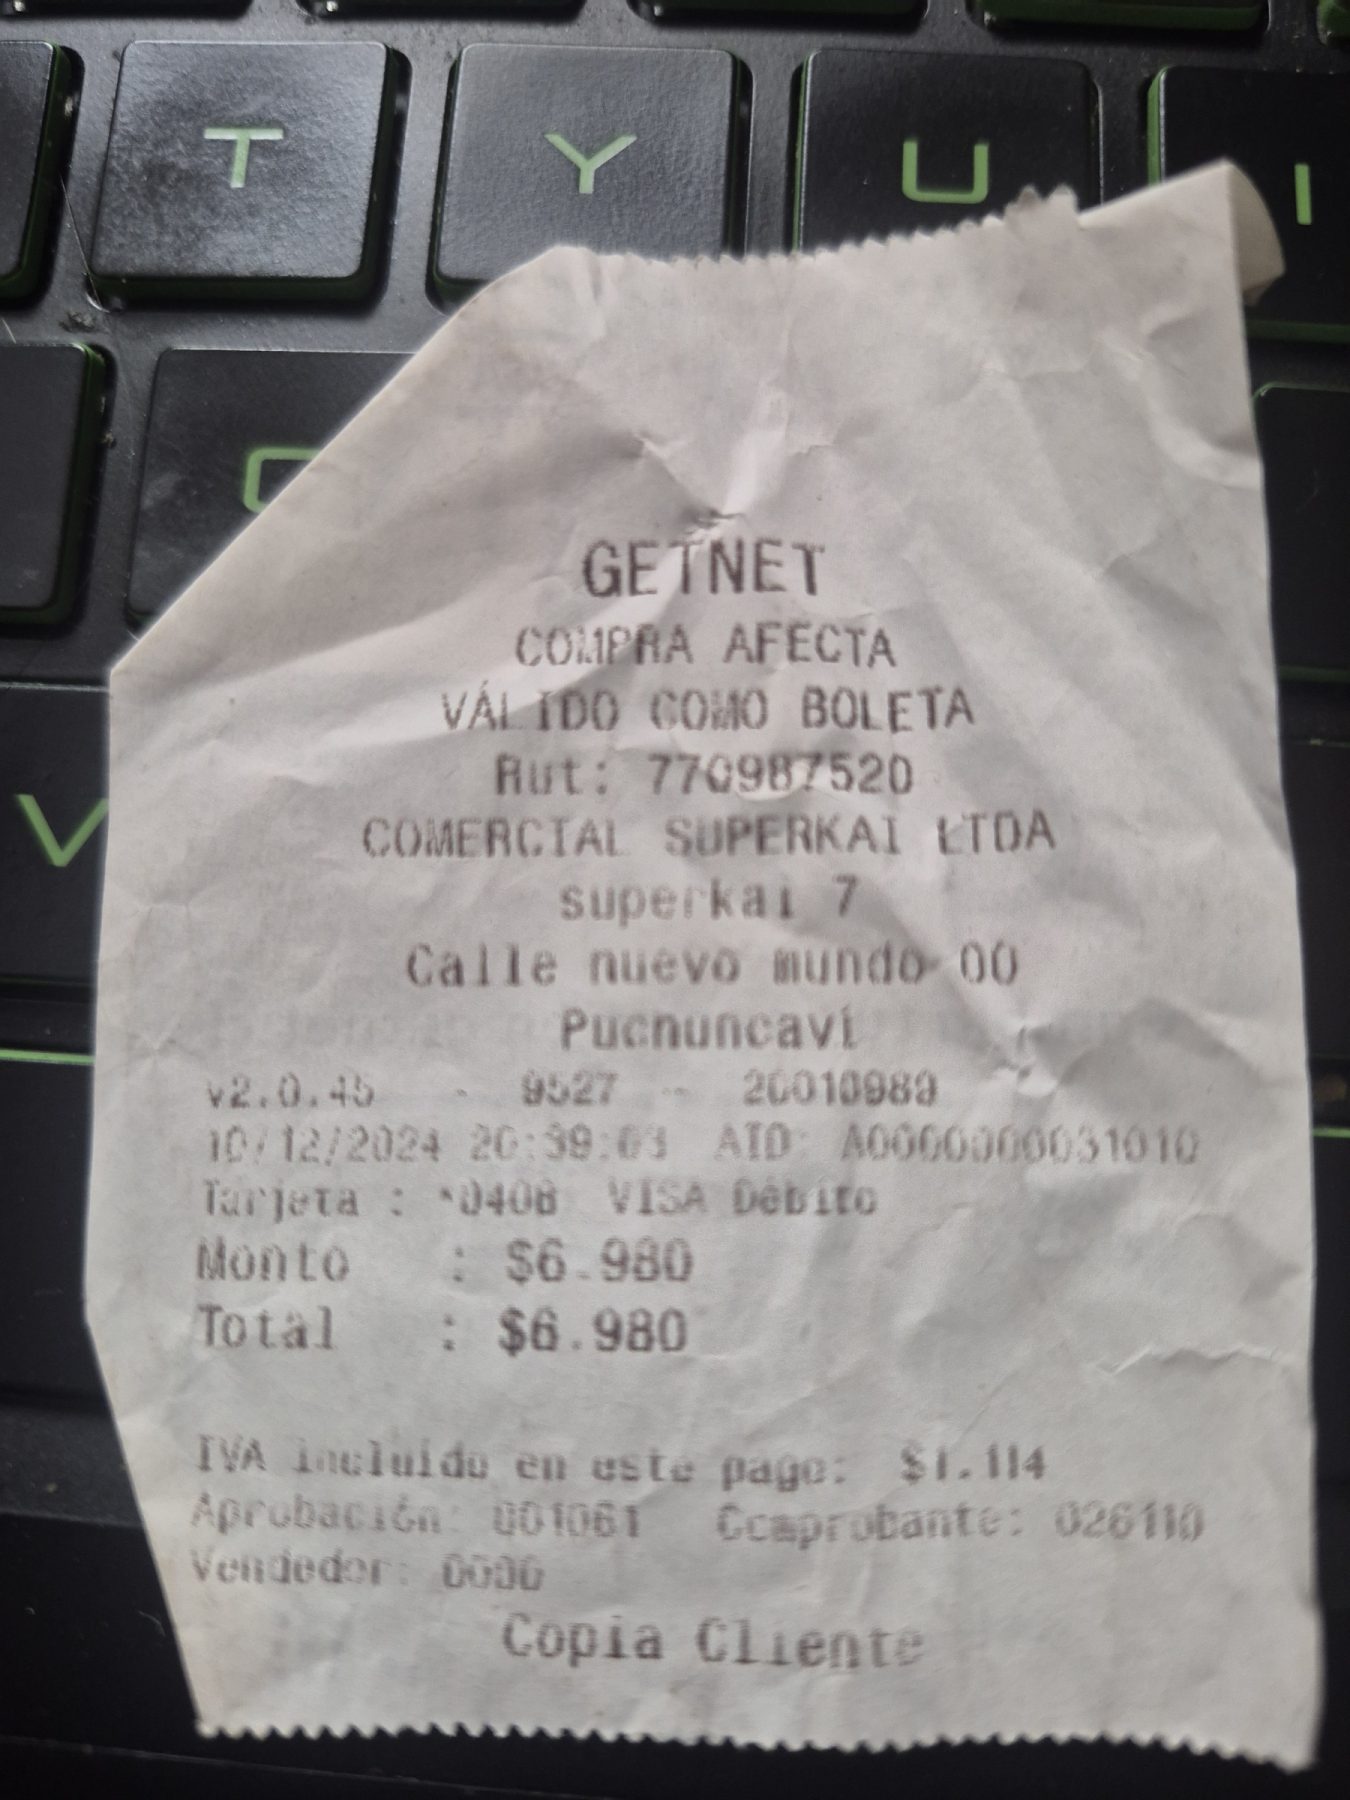 T Y U I
V
GETNET
COMPRA AFECTA
VÁLIDO COMO BOLETA
Rut: 770987520
COMERCIAL SUPERKAI LTDA
superkai 7
Calle nuevo mundo 00
Pucnuncaví
v2.0.45 - 9527 - 20010989
10/12/2024 20:39:03 AID: A0000000031010
Tarjeta : *0408 VISA Débito
Monto : $6.980
Total : $6.980
IVA incluido en este pago: $1.114
Aprobación: 001061 Comprobante: 026110
Vendedor: 0000
Copia Cliente